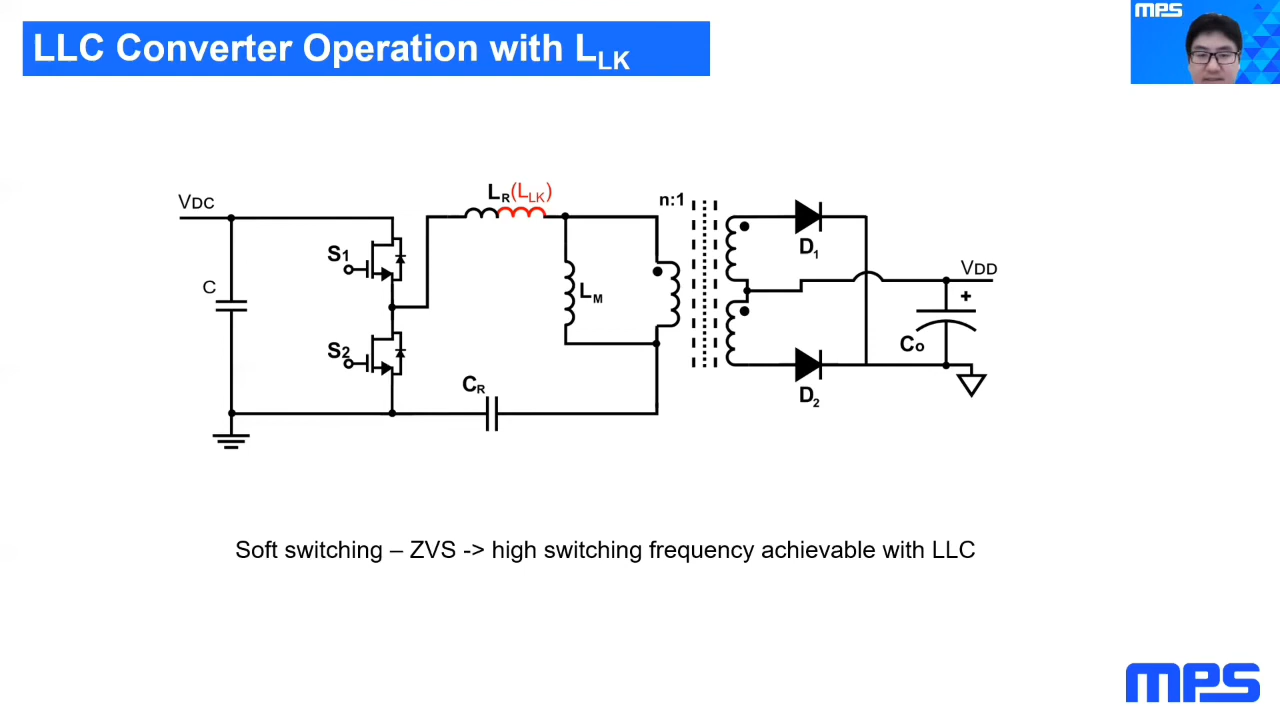 MPS
LLC Converter Operation with LLK
VDC
LR(LLK)
n:1
S1
D1
VDD
C
LM
+
S2
Co
CR
D2
Soft switching – ZVS -> high switching frequency achievable with LLC
MPS